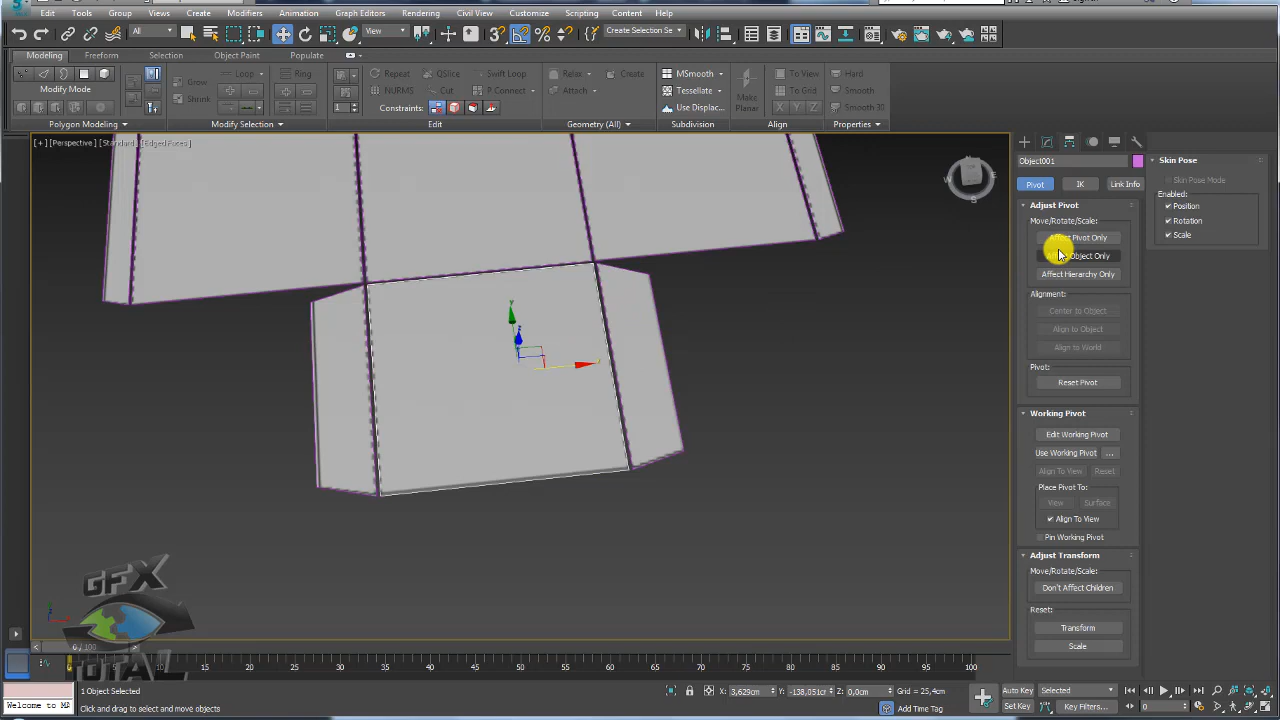 Edit Tools Group Views Create Modifiers Animation Graph Editors Rendering Civil View Customize Scripting Content Help
All View Create Selection Se
Modeling Freeform Selection Object Paint Populate
Modify Mode
Polygon Modeling
Grow Loop Ring
Shrink
Modify Selection
Repeat QSlice Swift Loop
NURMS Cut P Connect
1 Constraints:
Edit
Relax Create
Attach
Geometry (All)
MSmooth
Tessellate
Use Displac...
Subdivision
Make Planar
To View
To Grid
X Y Z
Align
Hard
Smooth
Smooth 30
Properties
[+] [Perspective] [Standard] [Edged Faces]
W S E
x y z
Object001
Pivot IK Link Info
Adjust Pivot
Move/Rotate/Scale:
Affect Pivot Only
Object Only
Affect Hierarchy Only
Alignment:
Center to Object
Align to Object
Align to World
Pivot:
Reset Pivot
Working Pivot
Edit Working Pivot
Use Working Pivot ...
Align To View Reset
Place Pivot To:
View Surface
Align To View
Pin Working Pivot
Adjust Transform
Move/Rotate/Scale:
Don't Affect Children
Reset:
Transform
Scale
Skin Pose
Skin Pose Mode
Enabled:
Position
Rotation
Scale
GFX
TOTAL
0 / 100
15 20 25 30 35 40 45 50 55 60 65 70 75 80 85 90 95 100
Welcome to MA
1 Object Selected
Click and drag to select and move objects
X: 3,629cm Y: -138,051cm Z: 0,0cm Grid = 25,4cm
Add Time Tag
Auto Key Selected
Set Key Key Filters...
0